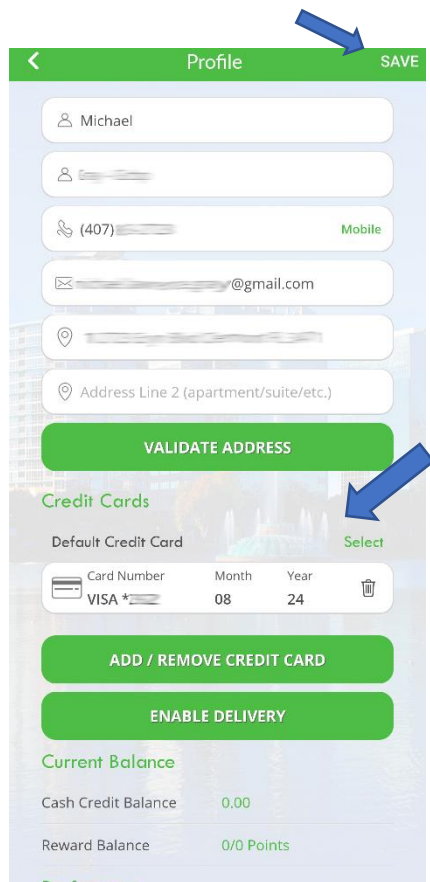 Profile SAVE
Michael
(407) Mobile
@gmail.com
Address Line 2 (apartment/suite/etc.)
VALIDATE ADDRESS
Credit Cards
Default Credit Card Select
Card Number Month Year
VISA * 08 24
ADD / REMOVE CREDIT CARD
ENABLE DELIVERY
Current Balance
Cash Credit Balance 0.00
Reward Balance 0/0 Points